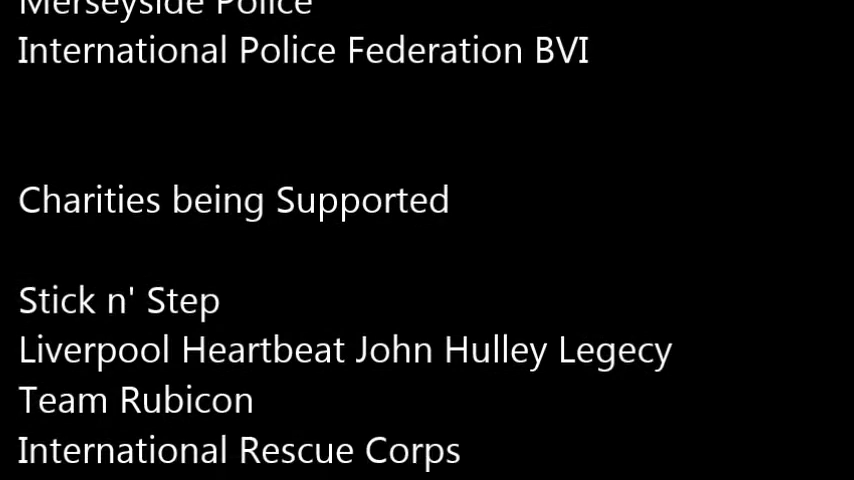 Merseyside Police
International Police Federation BVI
Charities being Supported
Stick n' Step
Liverpool Heartbeat John Hulley Legecy
Team Rubicon
International Rescue Corps